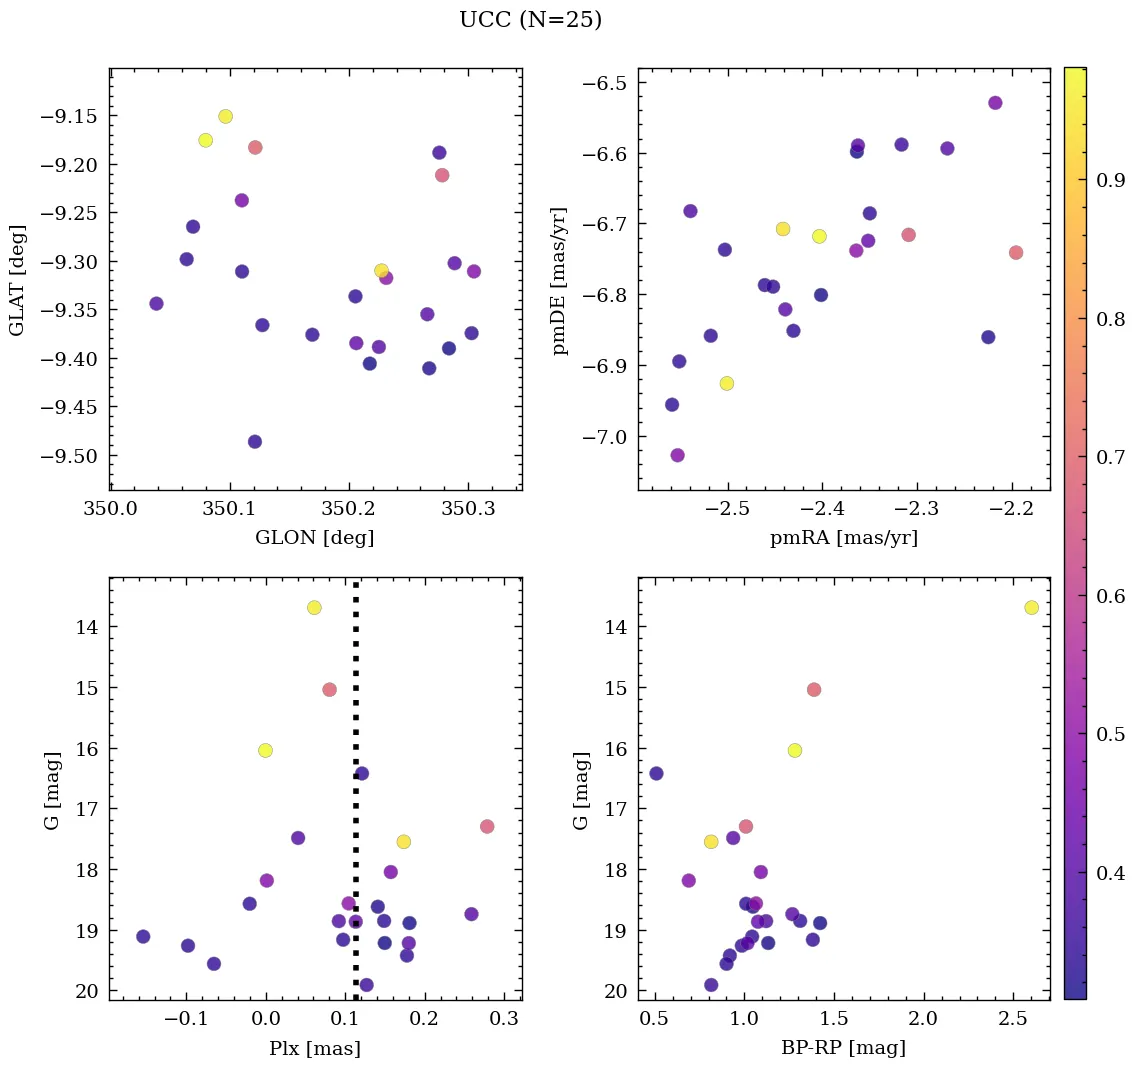 UCC (N=25)
−9.15
−9.20
−9.25
−9.30
−9.35
−9.40
−9.45
−9.50
GLAT [deg]
350.0 350.1 350.2 350.3
GLON [deg]
−6.5
−6.6
−6.7
−6.8
−6.9
−7.0
pmDE [mas/yr]
−2.5 −2.4 −2.3 −2.2
pmRA [mas/yr]
14
15
16
17
18
19
20
G [mag]
−0.1 0.0 0.1 0.2 0.3
Plx [mas]
14
15
16
17
18
19
20
G [mag]
0.5 1.0 1.5 2.0 2.5
BP-RP [mag]
0.9
0.8
0.7
0.6
0.5
0.4